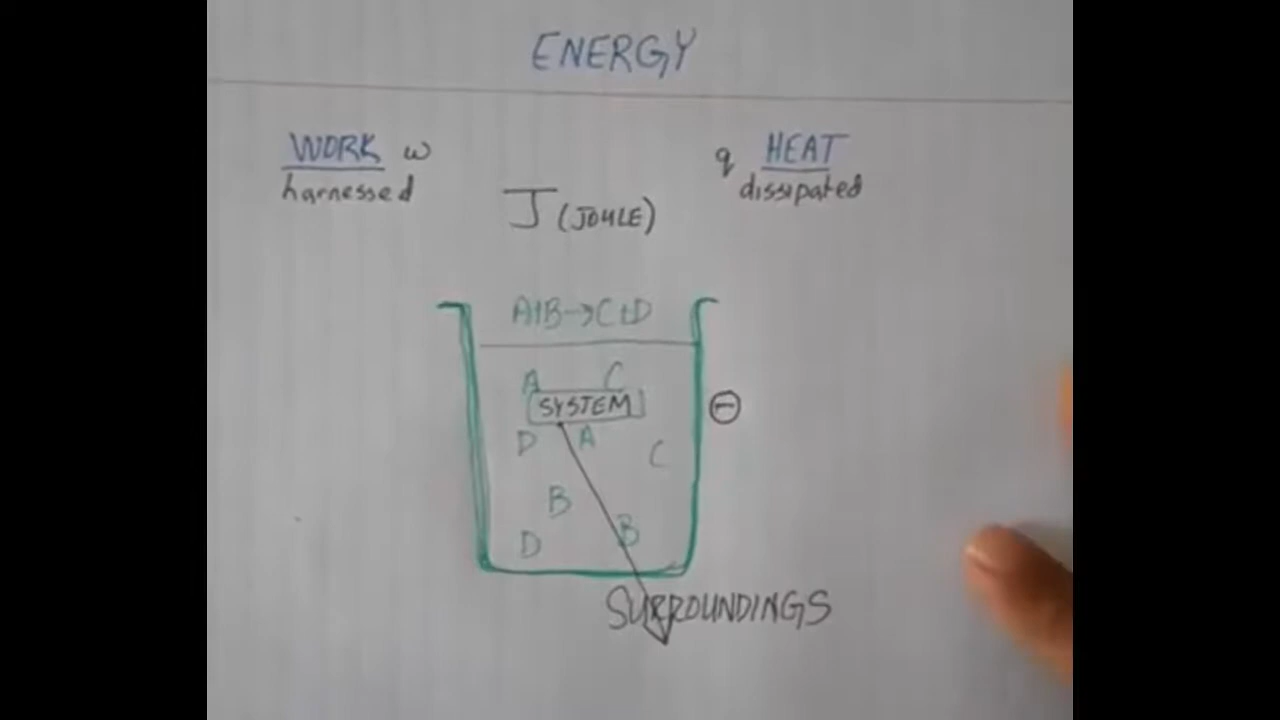 ENERGY
WORK w
harnessed
q HEAT
dissipated
J (JOULE)
A+B→C+D
A C
SYSTEM
D A
C
B
B
D
⊖
SURROUNDINGS